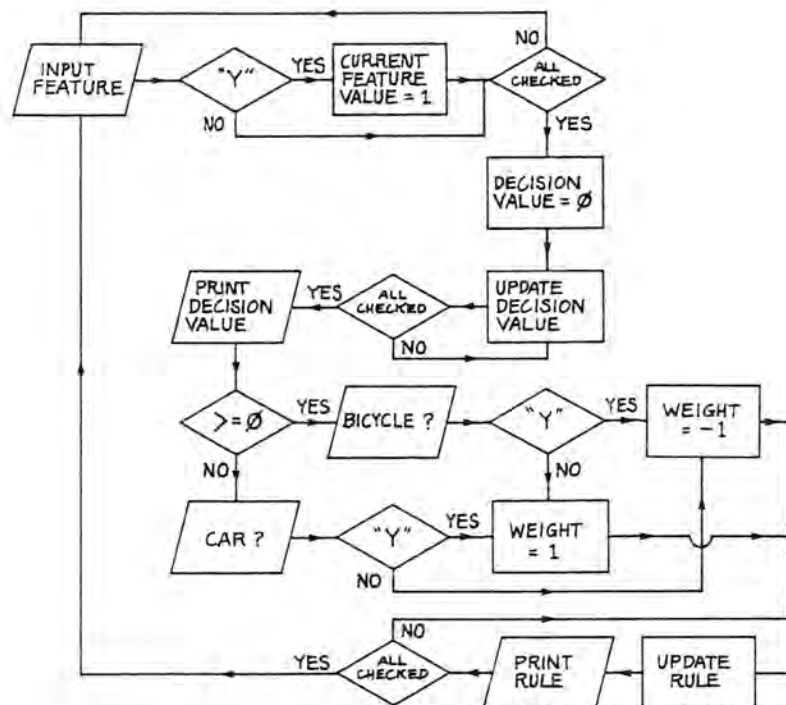 NO
INPUT
FEATURE
"Y"
YES
CURRENT
FEATURE
VALUE = 1
ALL
CHECKED
NO
YES
DECISION
VALUE = Ø
PRINT
DECISION
VALUE
YES
ALL
CHECKED
UPDATE
DECISION
VALUE
NO
> = Ø
YES
BICYCLE ?
"Y"
YES
WEIGHT
= -1
NO
NO
CAR ?
"Y"
YES
WEIGHT
= 1
NO
NO
YES
ALL
CHECKED
PRINT
RULE
UPDATE
RULE